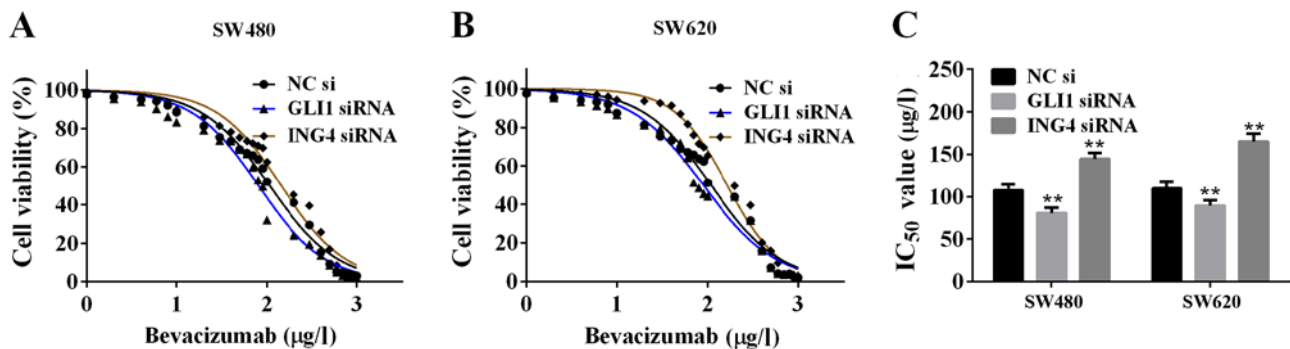 A
SW480
Cell viability (%)
100
80
60
40
20
0
0 1 2 3
Bevacizumab (μg/l)
NC si
GLI1 siRNA
ING4 siRNA
B
SW620
Cell viability (%)
100
80
60
40
20
0
0 1 2 3
Bevacizumab (μg/l)
NC si
GLI1 siRNA
ING4 siRNA
C
IC50 value (μg/l)
250
200
150
100
50
0
NC si
GLI1 siRNA
ING4 siRNA
** ** ** **
SW480 SW620